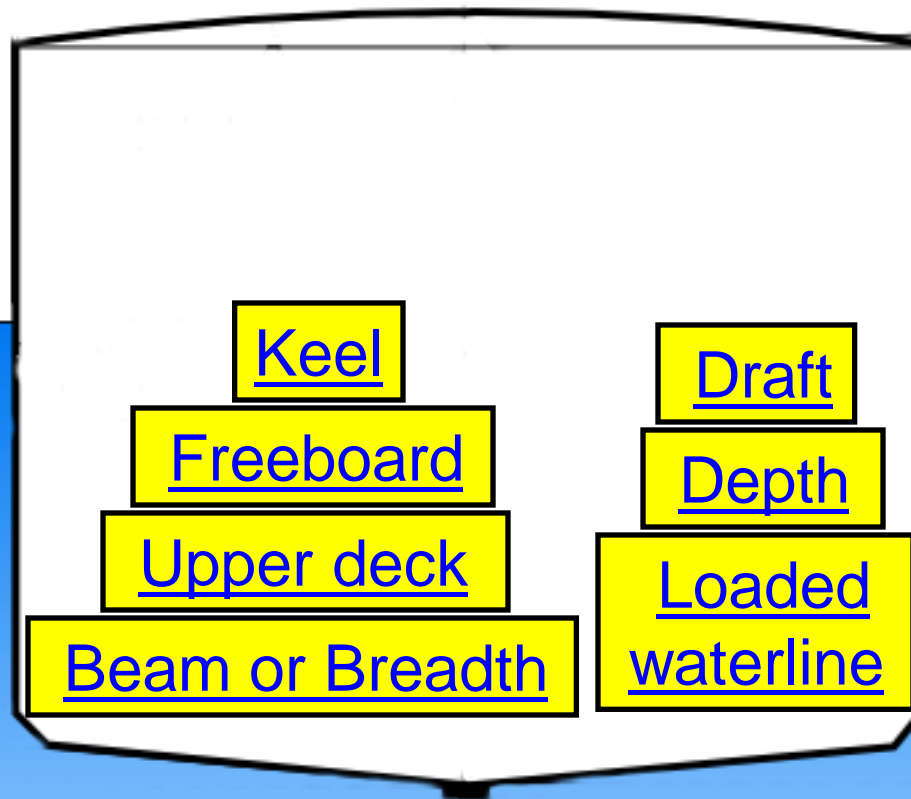 Keel
Freeboard
Upper deck
Beam or Breadth
Draft
Depth
Loaded
waterline